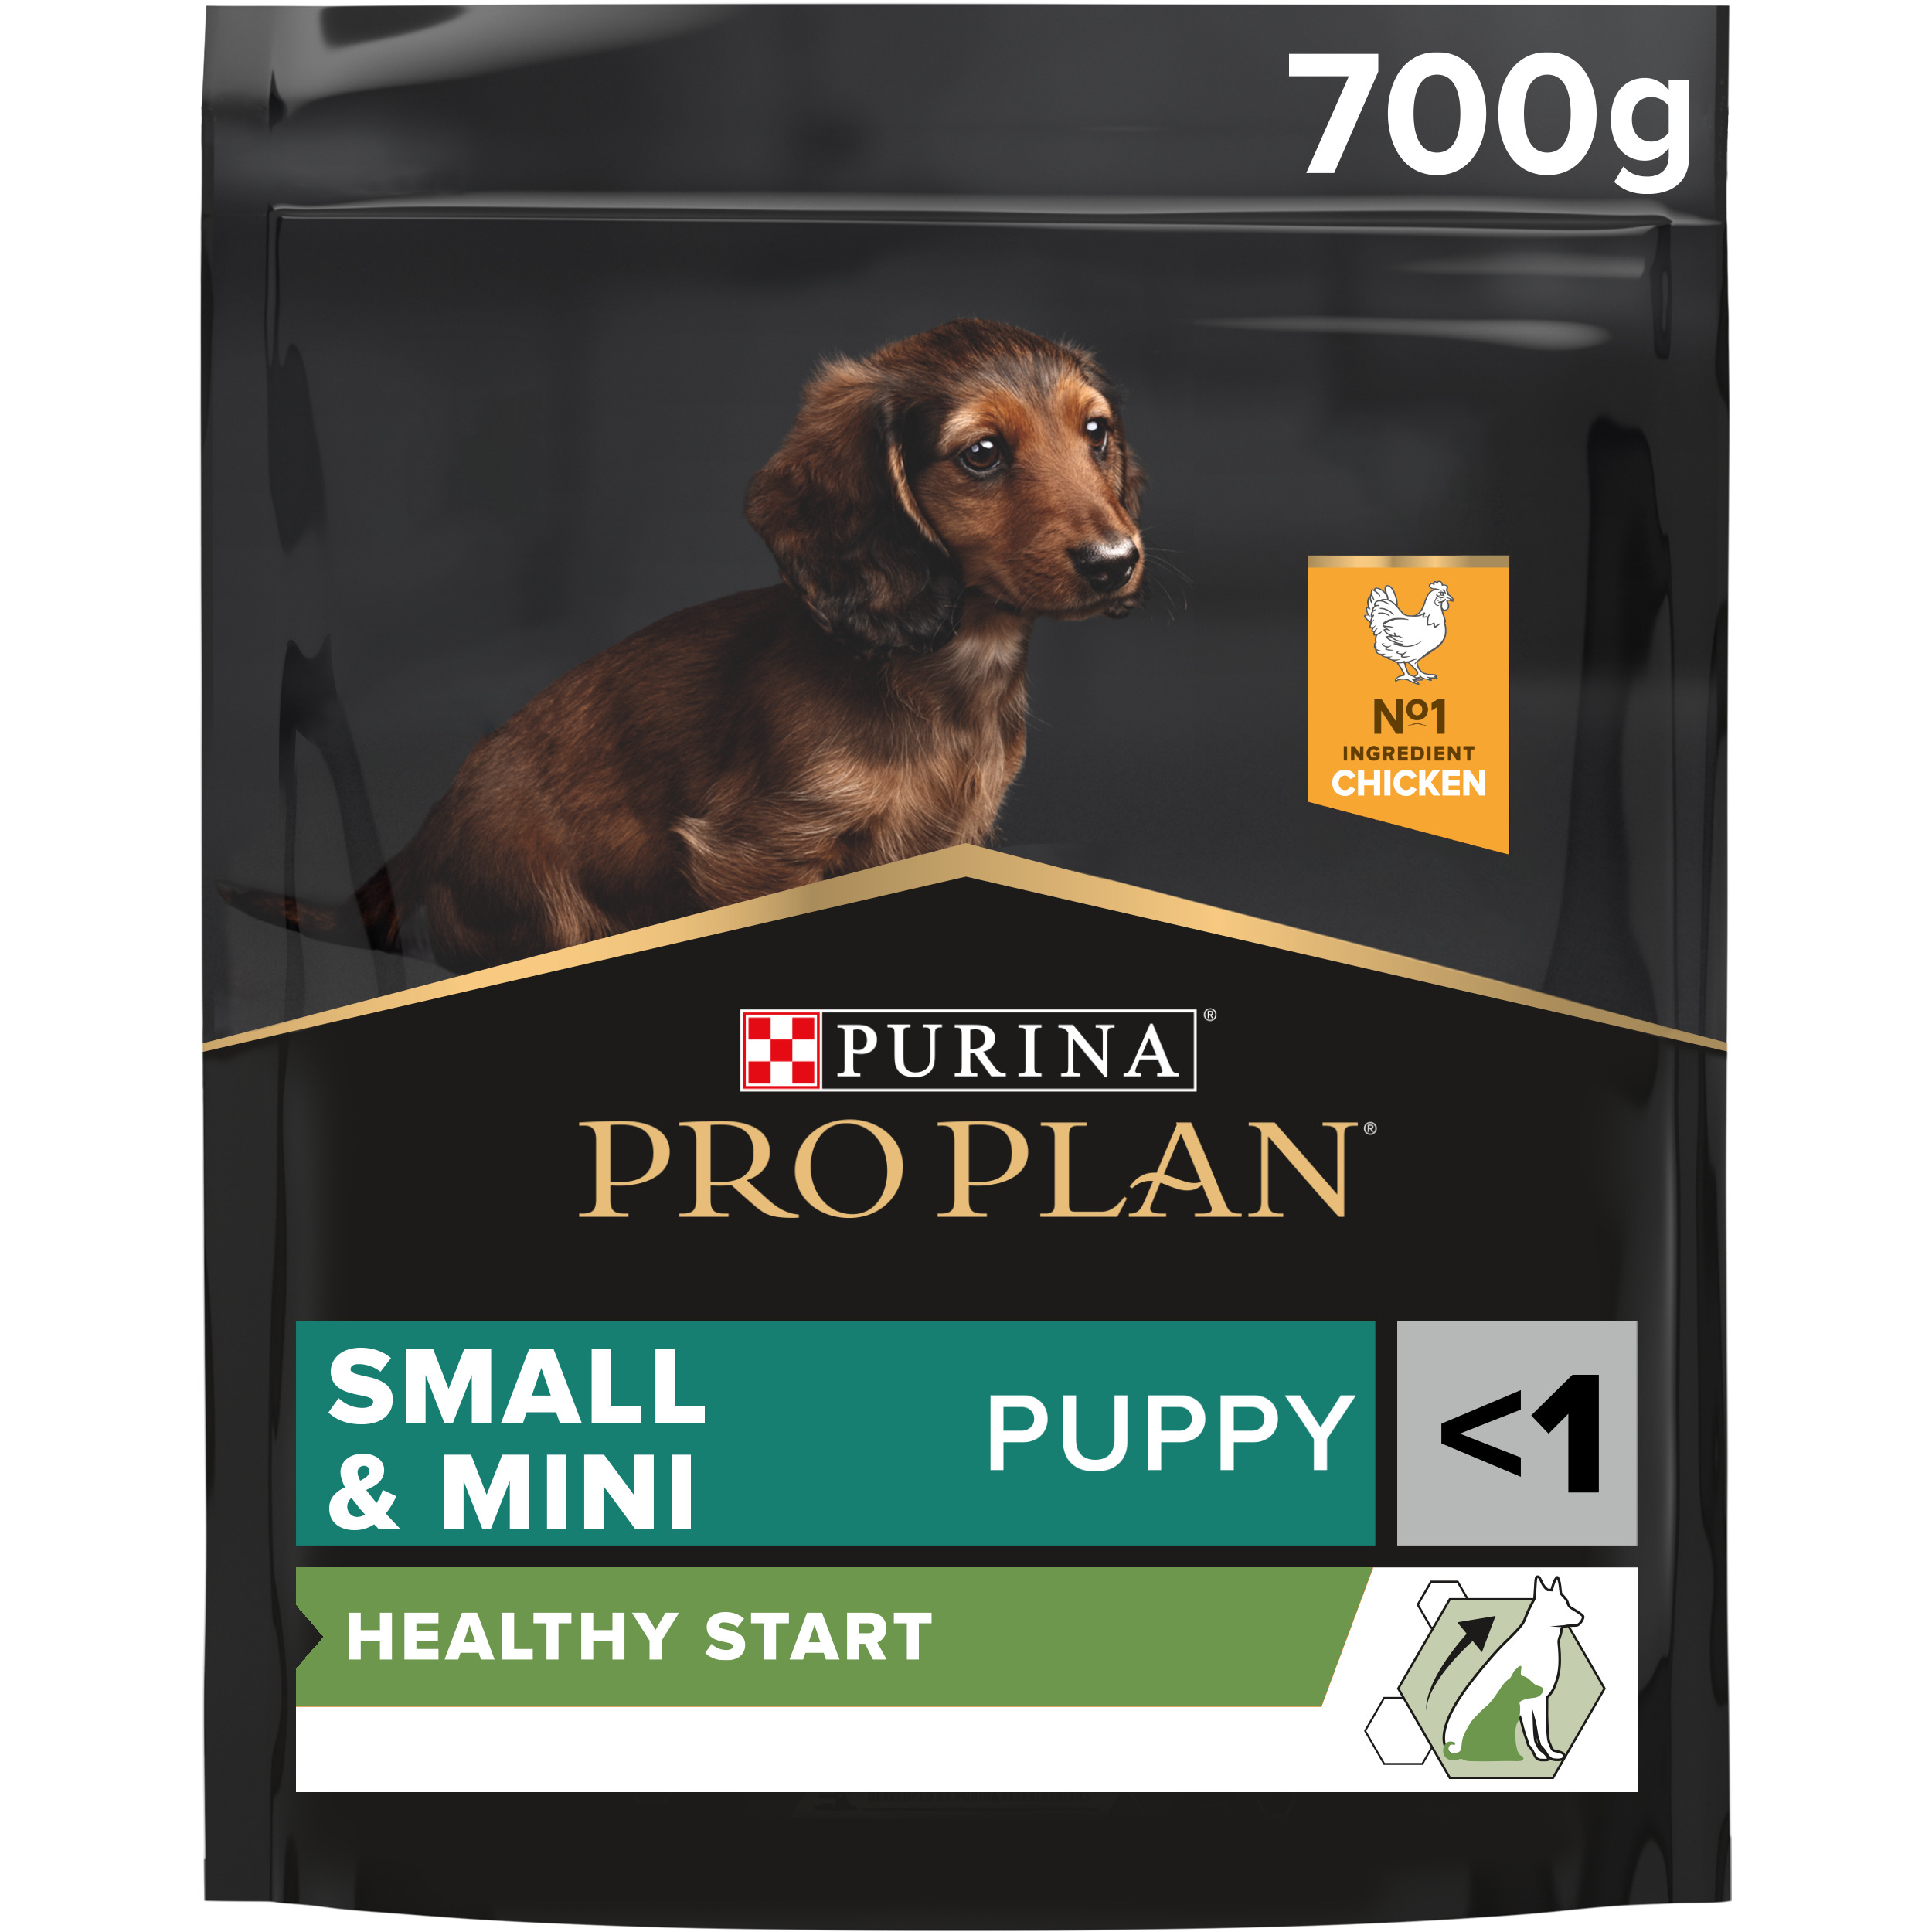 700g
Nº1
INGREDIENT
CHICKEN
PURINA®
PRO PLAN®
SMALL
& MINI
PUPPY
<1
HEALTHY START